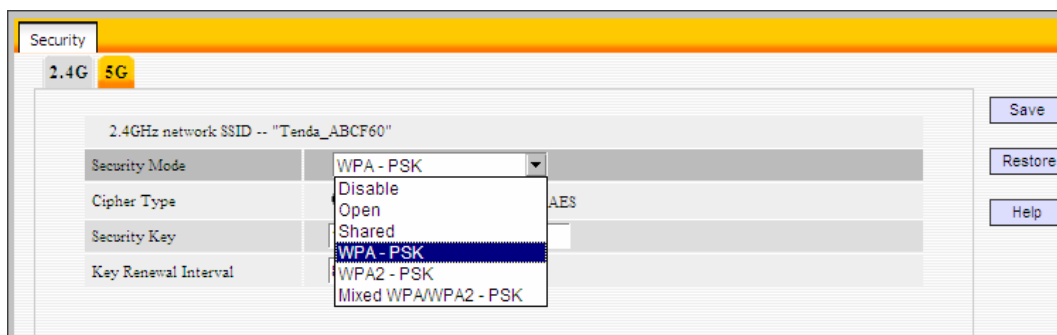 Security
2.4G 5G
2.4GHz network SSID -- "Tenda_ABCF60"
Save
Security Mode WPA - PSK
Restore
Disable
Cipher Type AES
Open
Help
Shared
Security Key
WPA - PSK
Key Renewal Interval
WPA2 - PSK
Mixed WPA/WPA2 - PSK